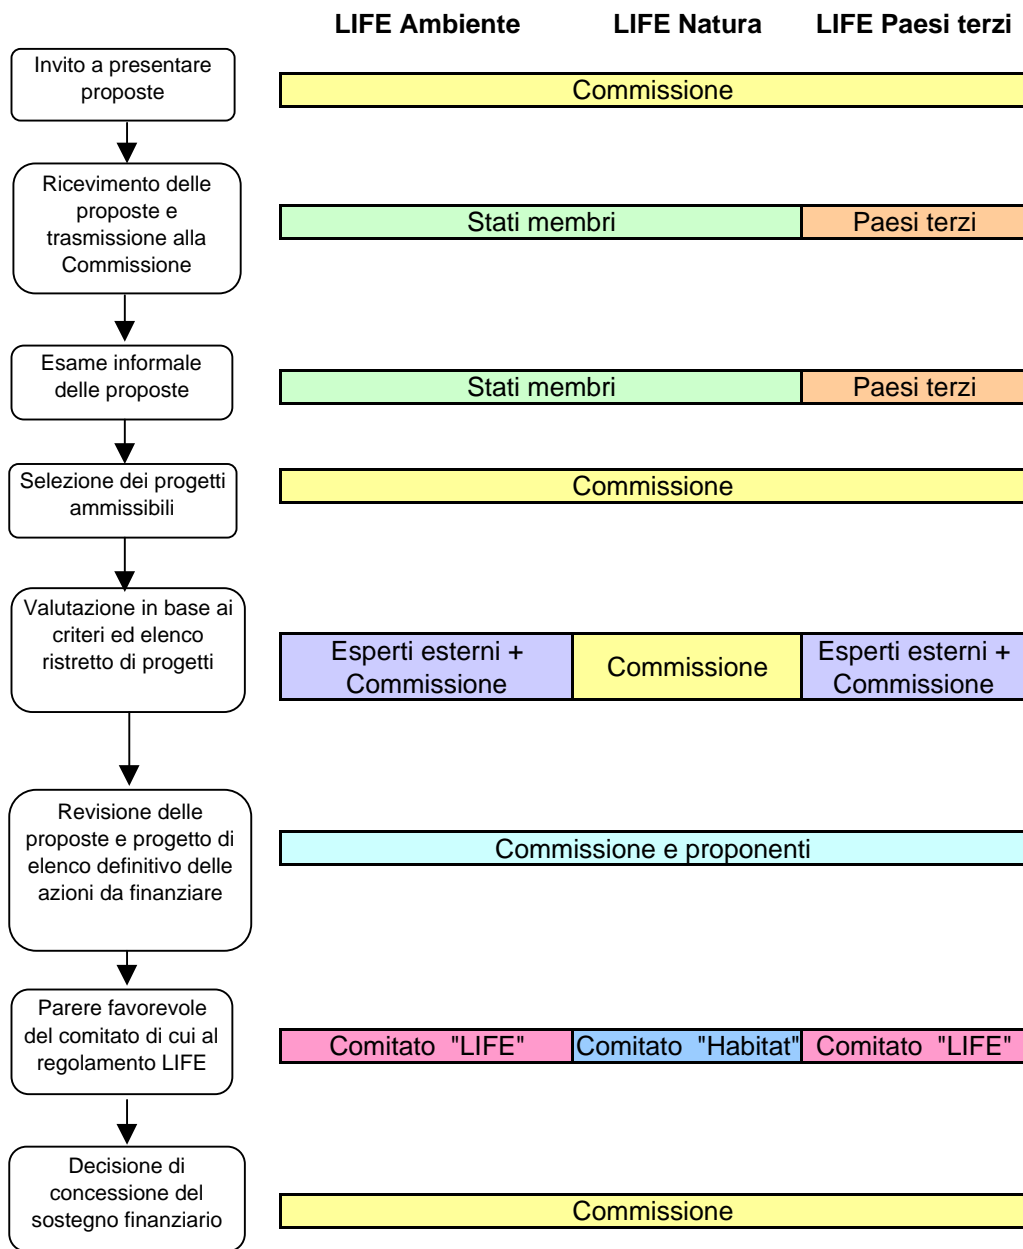 LIFE Ambiente LIFE Natura LIFE Paesi terzi
Invito a presentare
proposte
Commissione
Ricevimento delle
proposte e
trasmissione alla
Commissione
Stati membri Paesi terzi
Esame informale
delle proposte
Stati membri Paesi terzi
Selezione dei progetti
ammissibili
Commissione
Valutazione in base ai
criteri ed elenco
ristretto di progetti
Esperti esterni +
Commissione
Commissione
Esperti esterni +
Commissione
Revisione delle
proposte e progetto di
elenco definitivo delle
azioni da finanziare
Commissione e proponenti
Parere favorevole
del comitato di cui al
regolamento LIFE
Comitato "LIFE" Comitato "Habitat" Comitato "LIFE"
Decisione di
concessione del
sostegno finanziario
Commissione